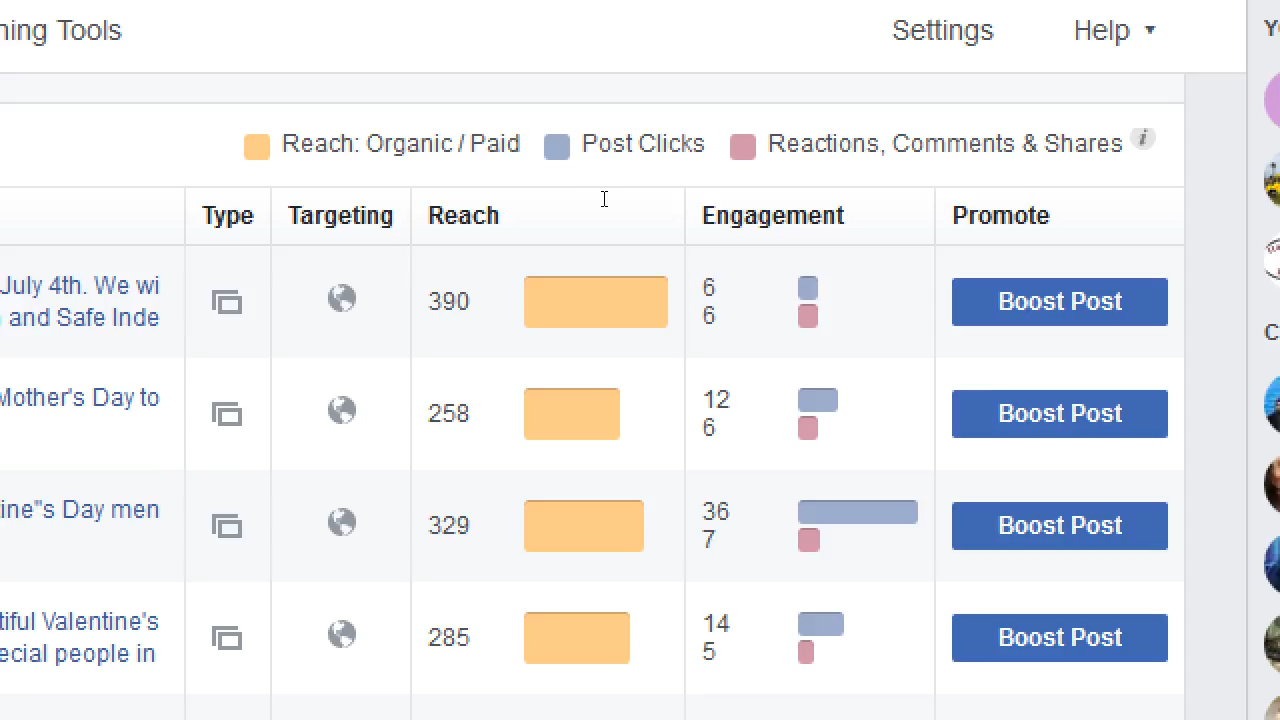 ning Tools Settings Help
Reach: Organic / Paid Post Clicks Reactions, Comments & Shares i
Type Targeting Reach Engagement Promote
July 4th. We wi
and Safe Inde
390
6
6
Boost Post
Mother's Day to
258
12
6
Boost Post
tine"s Day men
329
36
7
Boost Post
tiful Valentine's
ecial people in
285
14
5
Boost Post